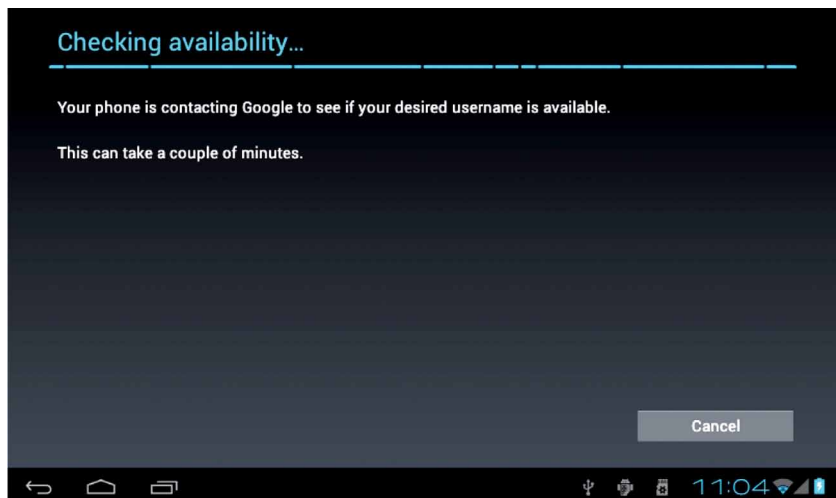 Checking availability...
Your phone is contacting Google to see if your desired username is available.
This can take a couple of minutes.
Cancel
11:04